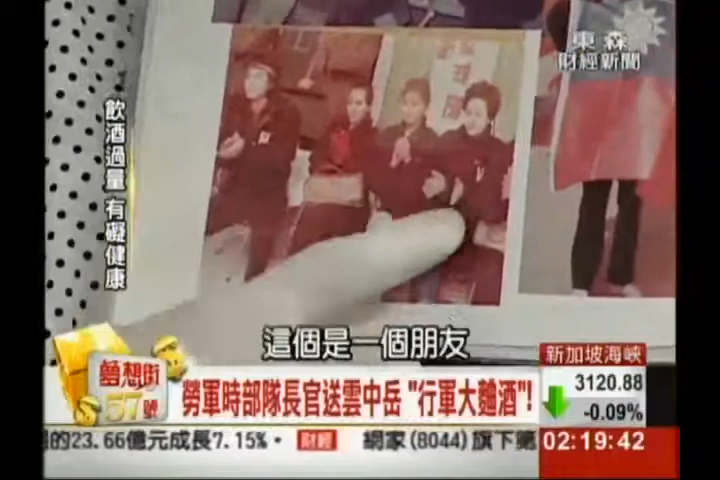 東森
財經新聞
飲酒過量 有礙健康
這個是一個朋友
新加坡海峽
夢想街
57號
勞軍時部隊長官送雲中岳 "行軍大麯酒"!
3120.88
-0.09%
的23.66億元成長7.15%。 財經 網家(8044)旗下第
02:19:42